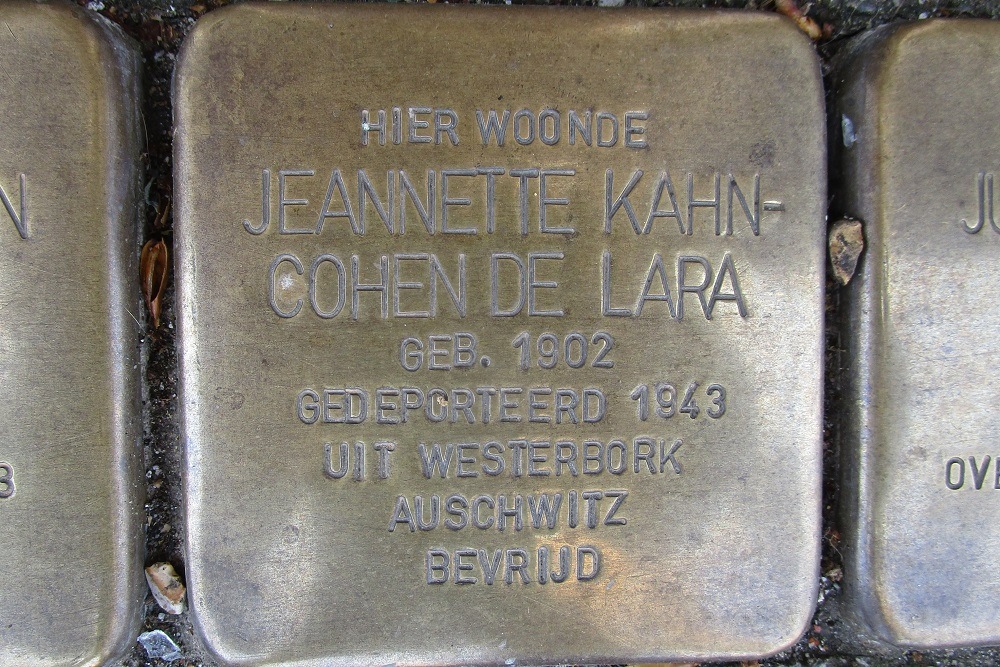 HIER WOONDE
JEANNETTE KAHN-
COHEN DE LARA
GEB. 1902
GEDEPORTEERD 1943
UIT WESTERBORK
AUSCHWITZ
BEVRIJD